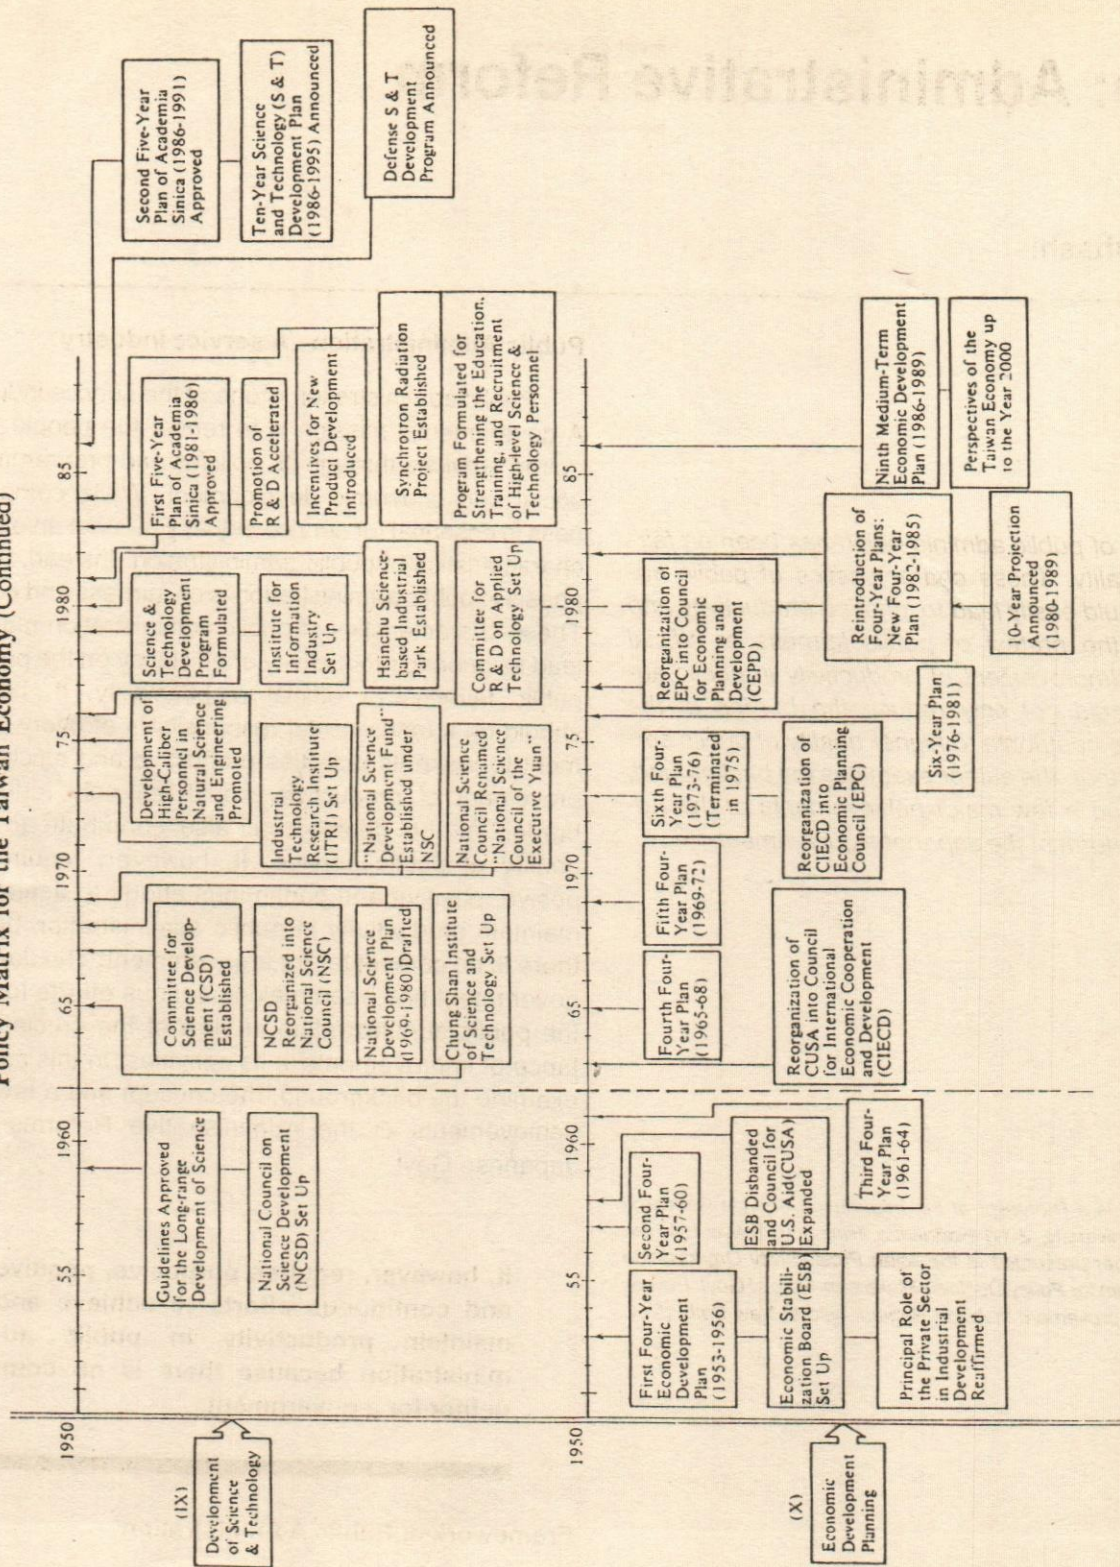 Policy Matrix for the Taiwan Economy (Continued)
(IX)
Development
of Science
& Technology
1950
55
1960
65
1970
75
1980
85
Guidelines Approved
for the Long-range
Development of Science
National Council on
Science Development
(NCSD) Set Up
Committee for
Science Develop-
ment (CSD)
Established
NCSD
Reorganized into
National Science
Council (NSC)
National Science
Development Plan
(1969-1980)Drafted
Chung Shan Institute
of Science and
Technology Set Up
Development of
High-Caliber
Personnel in
Natural Science
and Engineering
Promoted
Industrial
Technology
Research Institute
(ITRI) Set Up
"National Science
Development Fund"
Established under
NSC
National Science
Council Renamed
"National Science
Council of the
Executive Yuan"
Science &
Technology
Development
Program
Formulated
Institute for
Information
Industry
Set Up
Hsinchu Science-
based Industrial
Park Established
Committee for
R & D on Applied
Technology Set Up
First Five-Year
Plan of Academia
Sinica (1981-1986)
Approved
Promotion of
R & D Accelerated
Incentives for New
Product Development
Introduced
Synchrotron Radiation
Project Established
Program Formulated for
Strengthening the Education,
Training, and Recruitment
of High-level Science &
Technology Personnel
Second Five-Year
Plan of Academia
Sinica (1986-1991)
Approved
Ten-Year Science
and Technology (S & T)
Development Plan
(1986-1995) Announced
Defense S & T
Development
Program Announced
(X)
Economic
Development
Planning
1950
55
1960
65
1970
75
1980
85
First Four-Year
Economic
Development
Plan
(1953-1956)
Economic Stabili-
zation Board (ESB)
Set Up
Principal Role of
the Private Sector
in Industrial
Development
Reaffirmed
Second Four-
Year Plan
(1957-60)
ESB Disbanded
and Council for
U.S. Aid(CUSA)
Expanded
Third Four-
Year Plan
(1961-64)
Fourth Four-
Year Plan
(1965-68)
Fifth Four-
Year Plan
(1969-72)
Sixth Four-
Year Plan
(1973-76)
(Terminated
in 1975)
Reorganization of
CUSA into Council
for International
Economic Cooperation
and Development
(CIECD)
Reorganization of
CIECD into
Economic Planning
Council (EPC)
Six-Year Plan
(1976-1981)
Reorganization of
EPC into Council
for Economic
Planning and
Development
(CEPD)
Reintroduction of
Four-Year Plans:
New Four-Year
Plan (1982-1985)
10-Year Projection
Announced
(1980-1989)
Ninth Medium-Term
Economic Development
Plan (1986-1989)
Perspectives of the
Taiwan Economy up
to the Year 2000